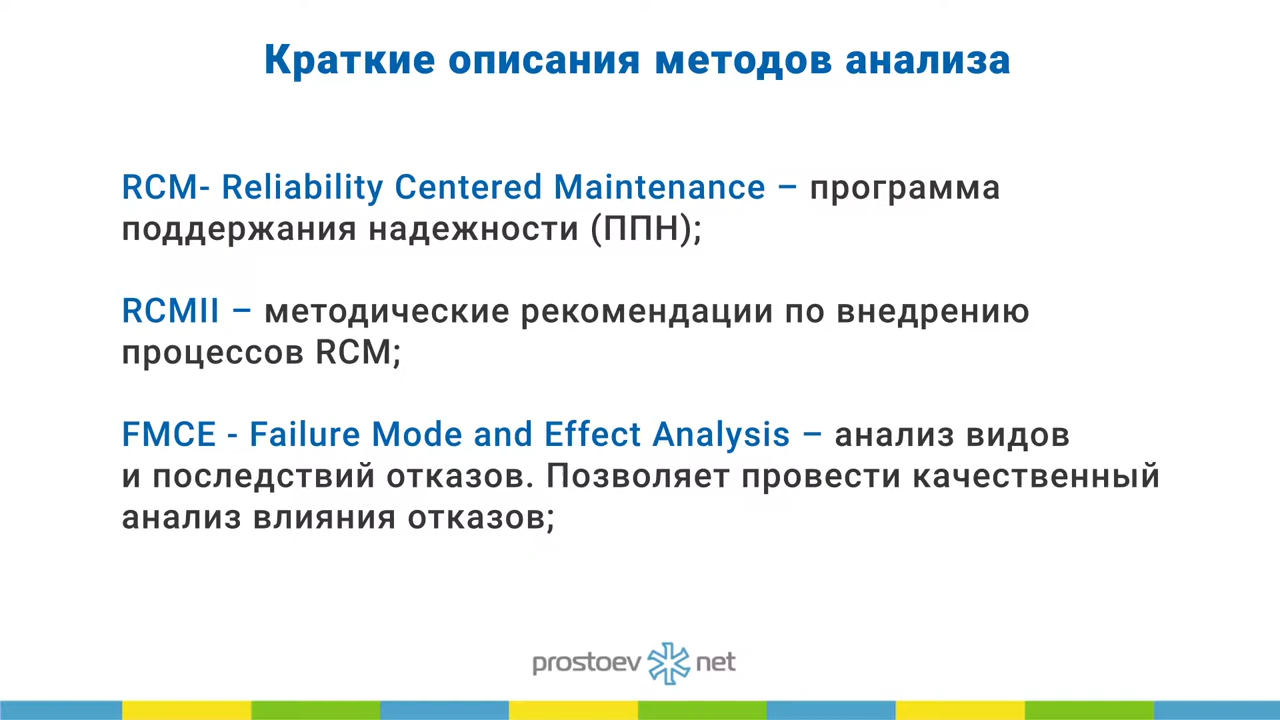 Краткие описания методов анализа
RCM- Reliability Centered Maintenance – программа
поддержания надежности (ППН);
RCMII – методические рекомендации по внедрению
процессов RCM;
FMCE - Failure Mode and Effect Analysis – анализ видов
и последствий отказов. Позволяет провести качественный
анализ влияния отказов;
prostoev net